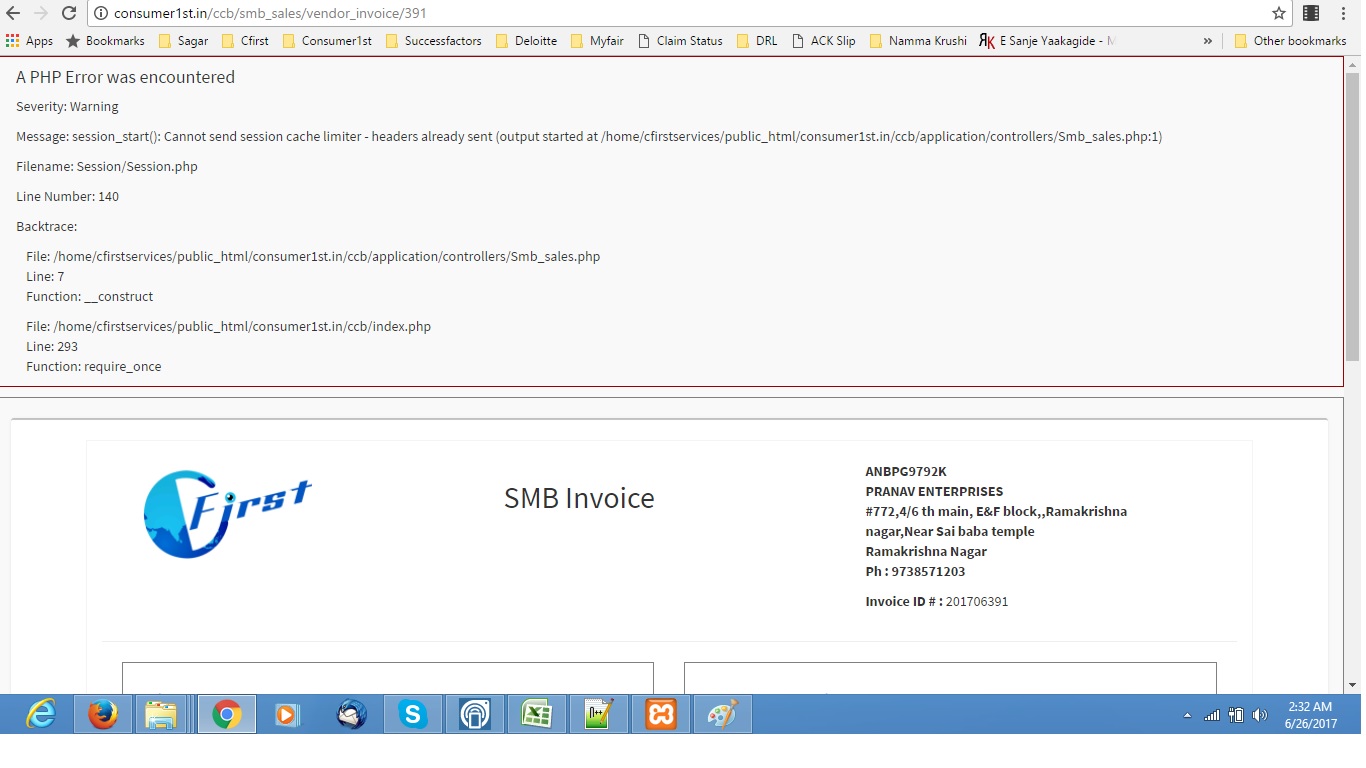 consumer1st.in/ccb/smb_sales/vendor_invoice/391
Apps Bookmarks Sagar Cfirst Consumer1st Successfactors Deloitte Myfair Claim Status DRL ACK Slip Namma Krushi ЯK E Sanje Yaakagide - M » Other bookmarks
A PHP Error was encountered
Severity: Warning
Message: session_start(): Cannot send session cache limiter - headers already sent (output started at /home/cfirstservices/public_html/consumer1st.in/ccb/application/controllers/Smb_sales.php:1)
Filename: Session/Session.php
Line Number: 140
Backtrace:
File: /home/cfirstservices/public_html/consumer1st.in/ccb/application/controllers/Smb_sales.php
Line: 7
Function: __construct
File: /home/cfirstservices/public_html/consumer1st.in/ccb/index.php
Line: 293
Function: require_once
First
SMB Invoice
ANBPG9792K
PRANAV ENTERPRISES
#772,4/6 th main, E&F block,,Ramakrishna
nagar,Near Sai baba temple
Ramakrishna Nagar
Ph : 9738571203
Invoice ID # : 201706391
2:32 AM
6/26/2017